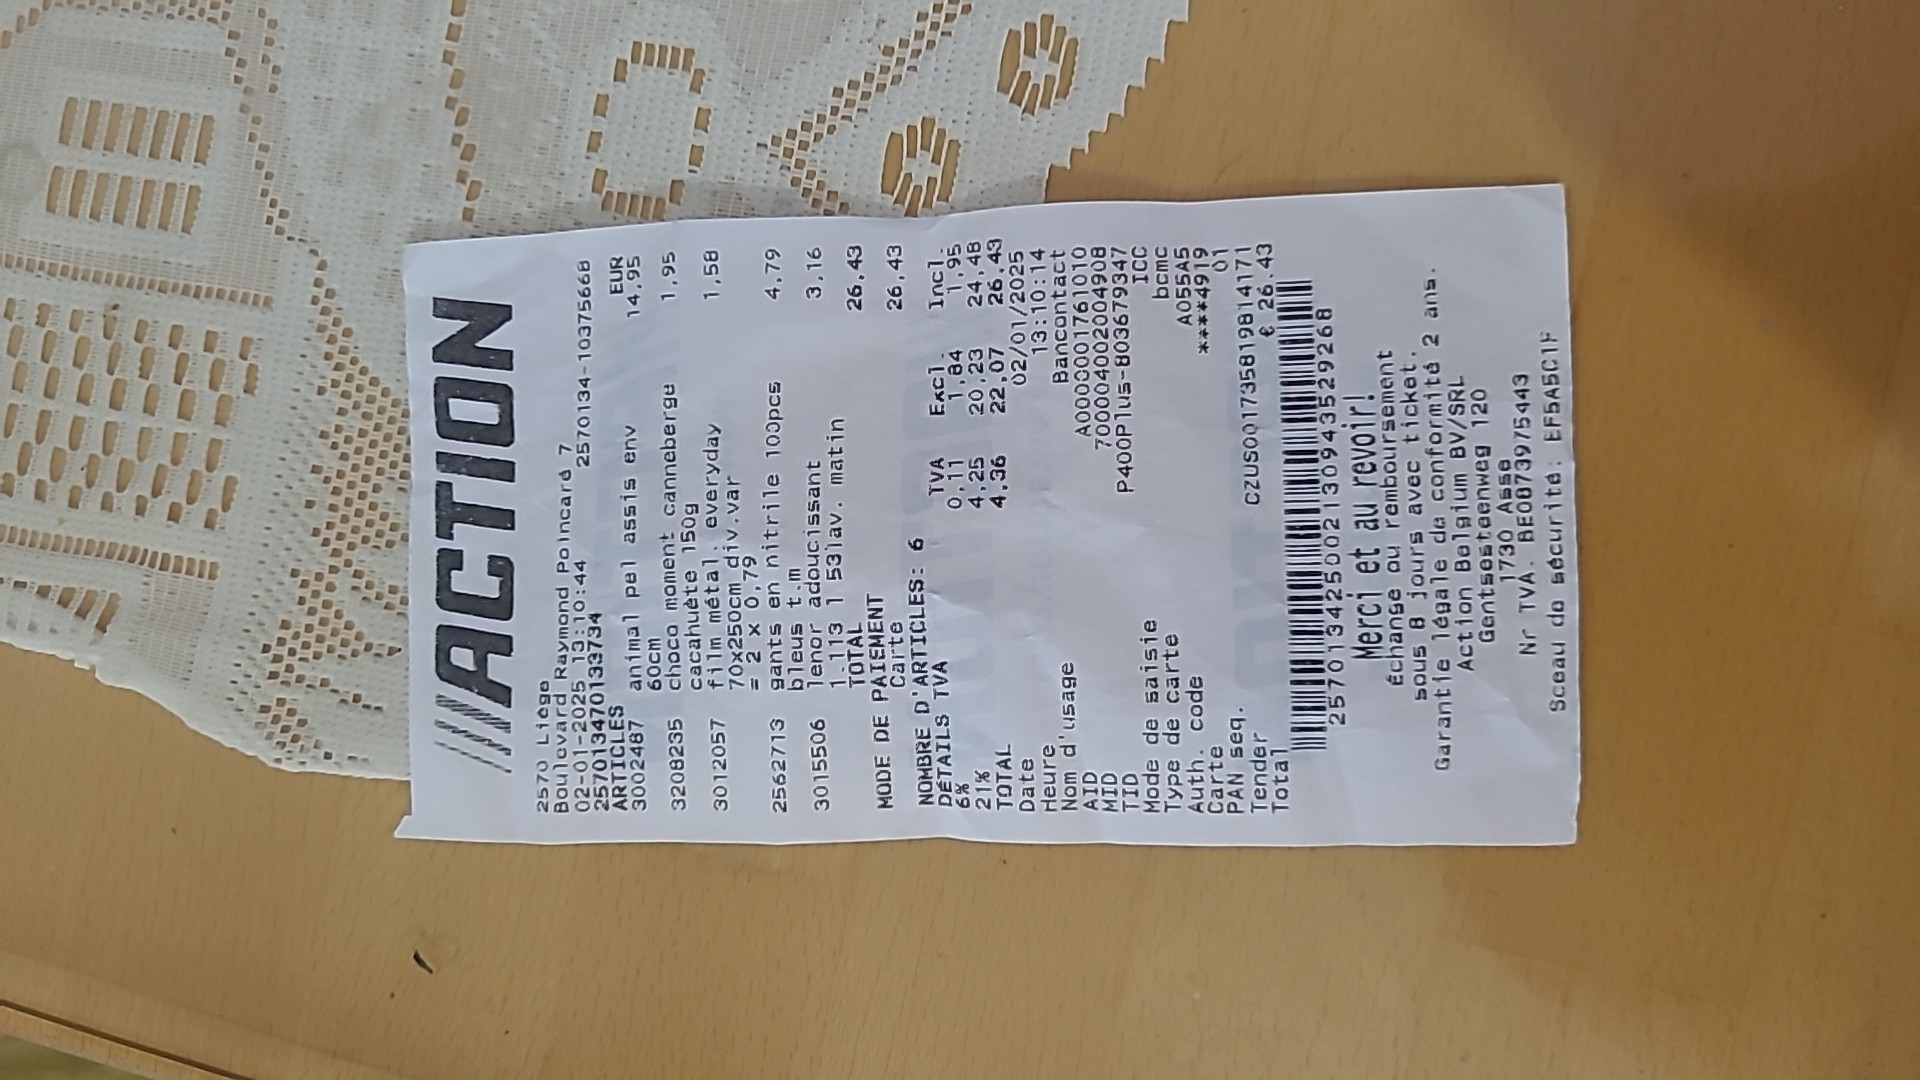 ACTION
2570 Liège
Boulevard Raymond Poincaré 7
02-01-2025 13:10:44 2570134-10375668
257013470133734
ARTICLES EUR
3002487 animal pel assis env 14,95
60cm
3208235 choco moment canneberge 1,95
cacahuète 150g
3012057 film métal. everyday 1,58
70x250cm div.var
= 2 x 0,79
2562713 gants en nitrile 100pcs 4,79
bleus t.m
3015506 lenor adoucissant 3,16
1.113 l 53lav. matin
TOTAL 26,43
MODE DE PAIEMENT
Carte 26,43
NOMBRE D'ARTICLES: 6
DÉTAILS TVA TVA Excl. Incl.
6% 0,11 1,84 1,95
21% 4,25 20,23 24,48
TOTAL 4,36 22,07 26,43
Date 02/01/2025
Heure 13:10:14
Nom d'usage Bancontact
AID A0000001761010
MID 700004002004908
TID P400Plus-803679347
Mode de saisie ICC
Type de carte bcmc
Auth. code A055A5
Carte ****4919
PAN seq. 01
Tender CZUS001735819814171
Total € 26.43
257013425002130943529268
Merci et au revoir!
Échange ou remboursement
sous 8 jours avec ticket.
Garantie légale de conformité 2 ans.
Action Belgium BV/SRL
Gentsesteenweg 120
1730 Asse
Nr TVA. BE0873975443
Sceau de sécurité: EF5A5C1F